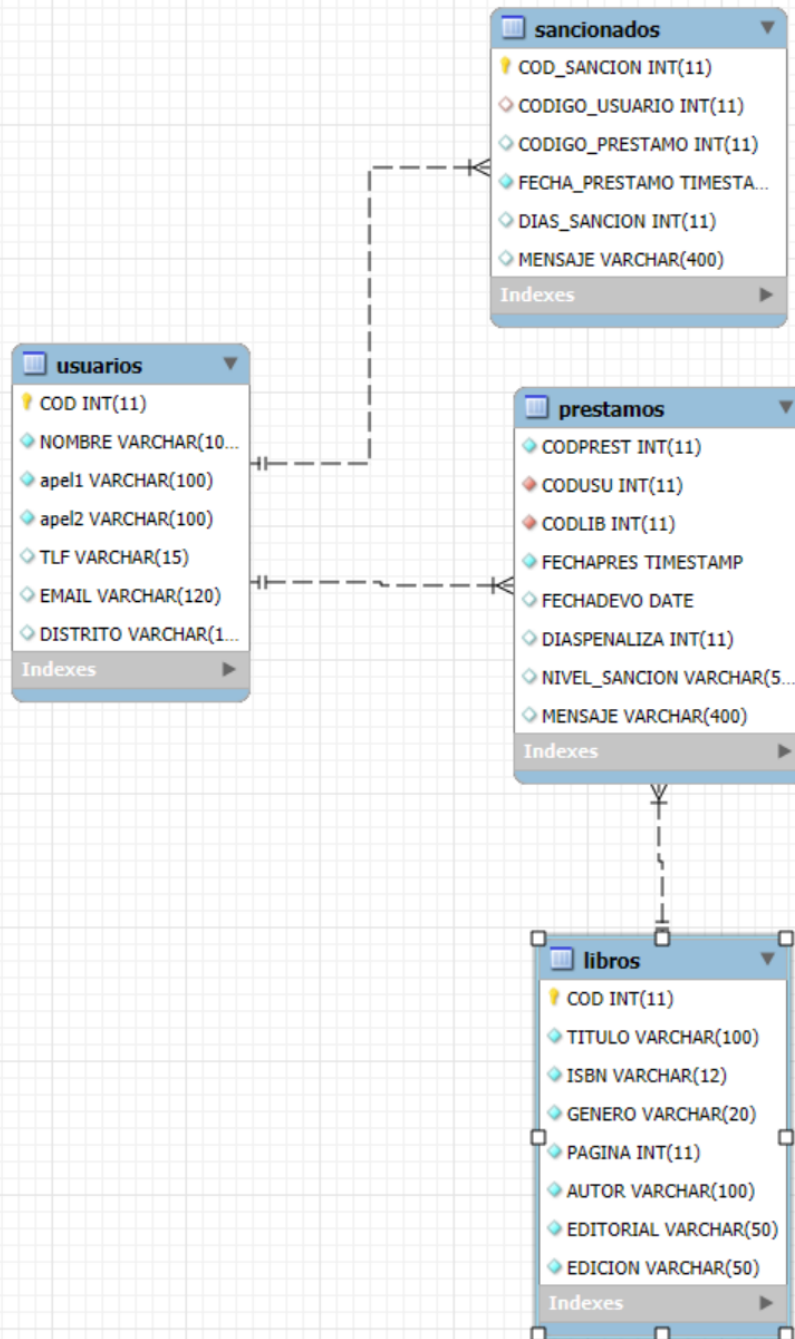 sancionados
COD_SANCION INT(11)
CODIGO_USUARIO INT(11)
CODIGO_PRESTAMO INT(11)
FECHA_PRESTAMO TIMESTA...
DIAS_SANCION INT(11)
MENSAJE VARCHAR(400)
Indexes
usuarios
COD INT(11)
NOMBRE VARCHAR(10...
apel1 VARCHAR(100)
apel2 VARCHAR(100)
TLF VARCHAR(15)
EMAIL VARCHAR(120)
DISTRITO VARCHAR(1...
Indexes
prestamos
CODPREST INT(11)
CODUSU INT(11)
CODLIB INT(11)
FECHAPRES TIMESTAMP
FECHADEVO DATE
DIASPENALIZA INT(11)
NIVEL_SANCION VARCHAR(5...
MENSAJE VARCHAR(400)
Indexes
libros
COD INT(11)
TITULO VARCHAR(100)
ISBN VARCHAR(12)
GENERO VARCHAR(20)
PAGINA INT(11)
AUTOR VARCHAR(100)
EDITORIAL VARCHAR(50)
EDICION VARCHAR(50)
Indexes